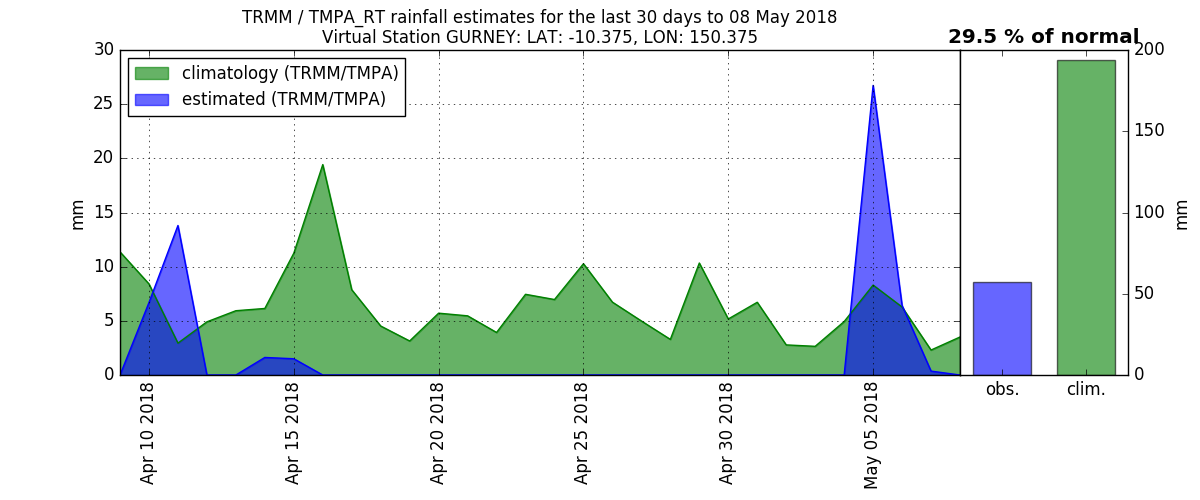 TRMM / TMPA_RT rainfall estimates for the last 30 days to 08 May 2018
Virtual Station GURNEY: LAT: -10.375, LON: 150.375
29.5 % of normal
climatology (TRMM/TMPA)
estimated (TRMM/TMPA)
mm
30
25
20
15
10
5
0
Apr 10 2018
Apr 15 2018
Apr 20 2018
Apr 25 2018
Apr 30 2018
May 05 2018
obs.
clim.
200
150
100
50
0
mm